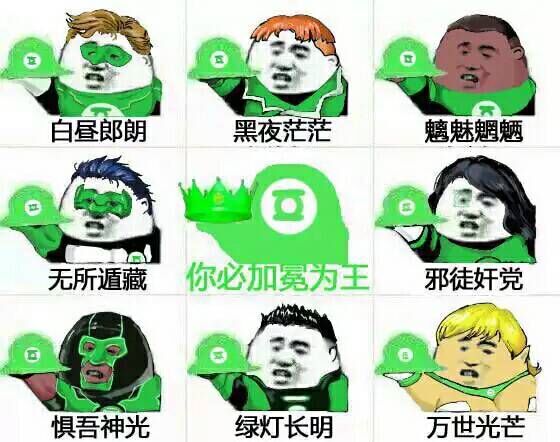 白昼郎朗
黑夜茫茫
魑魅魍魉
无所遁藏
你必加冕为王
邪徒奸党
惧吾神光
绿灯长明
万世光芒